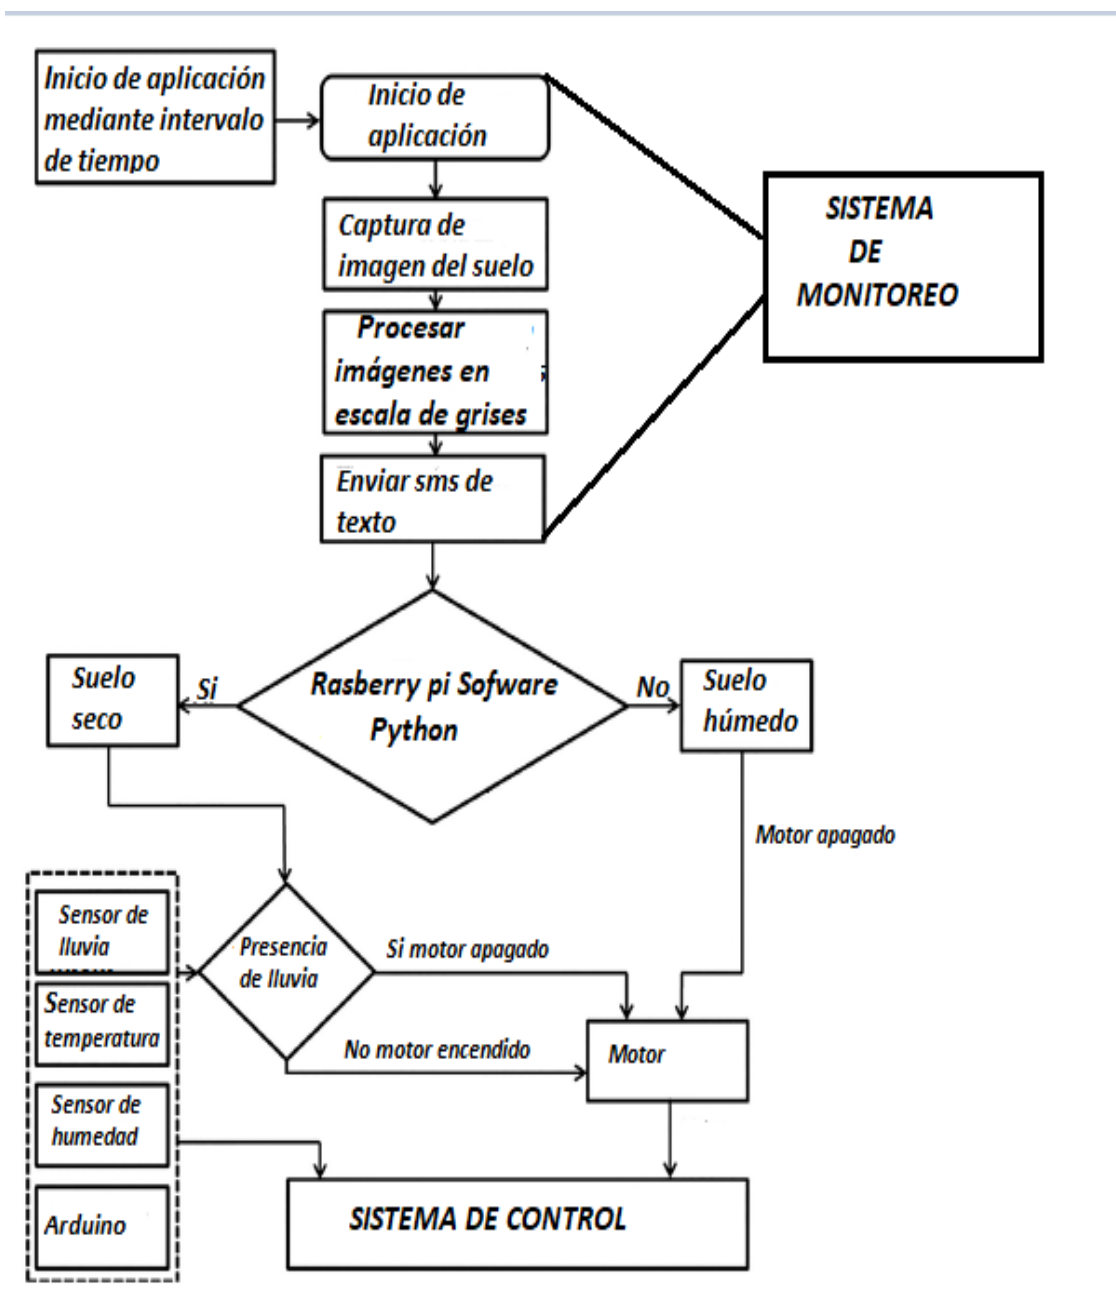 Inicio de aplicación
mediante intervalo
de tiempo
Inicio de
aplicación
Captura de
imagen del suelo
Procesar
imágenes en
escala de grises
Enviar sms de
texto
SISTEMA
DE
MONITOREO
Rasberry pi Sofware
Python
Si
Suelo
seco
No
Suelo
húmedo
Motor apagado
Sensor de
lluvia
Sensor de
temperatura
Sensor de
humedad
Arduino
Presencia
de lluvia
Si motor apagado
No motor encendido
Motor
SISTEMA DE CONTROL